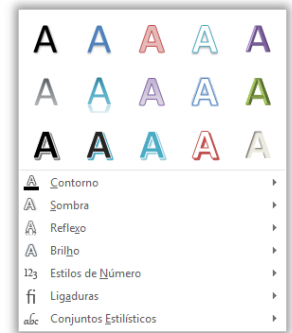 A A A A A
A A A A A
A A A A A
A Contorno
A Sombra
A Reflexo
A Brilho
123 Estilos de Número
fi Ligaduras
abc Conjuntos Estilísticos